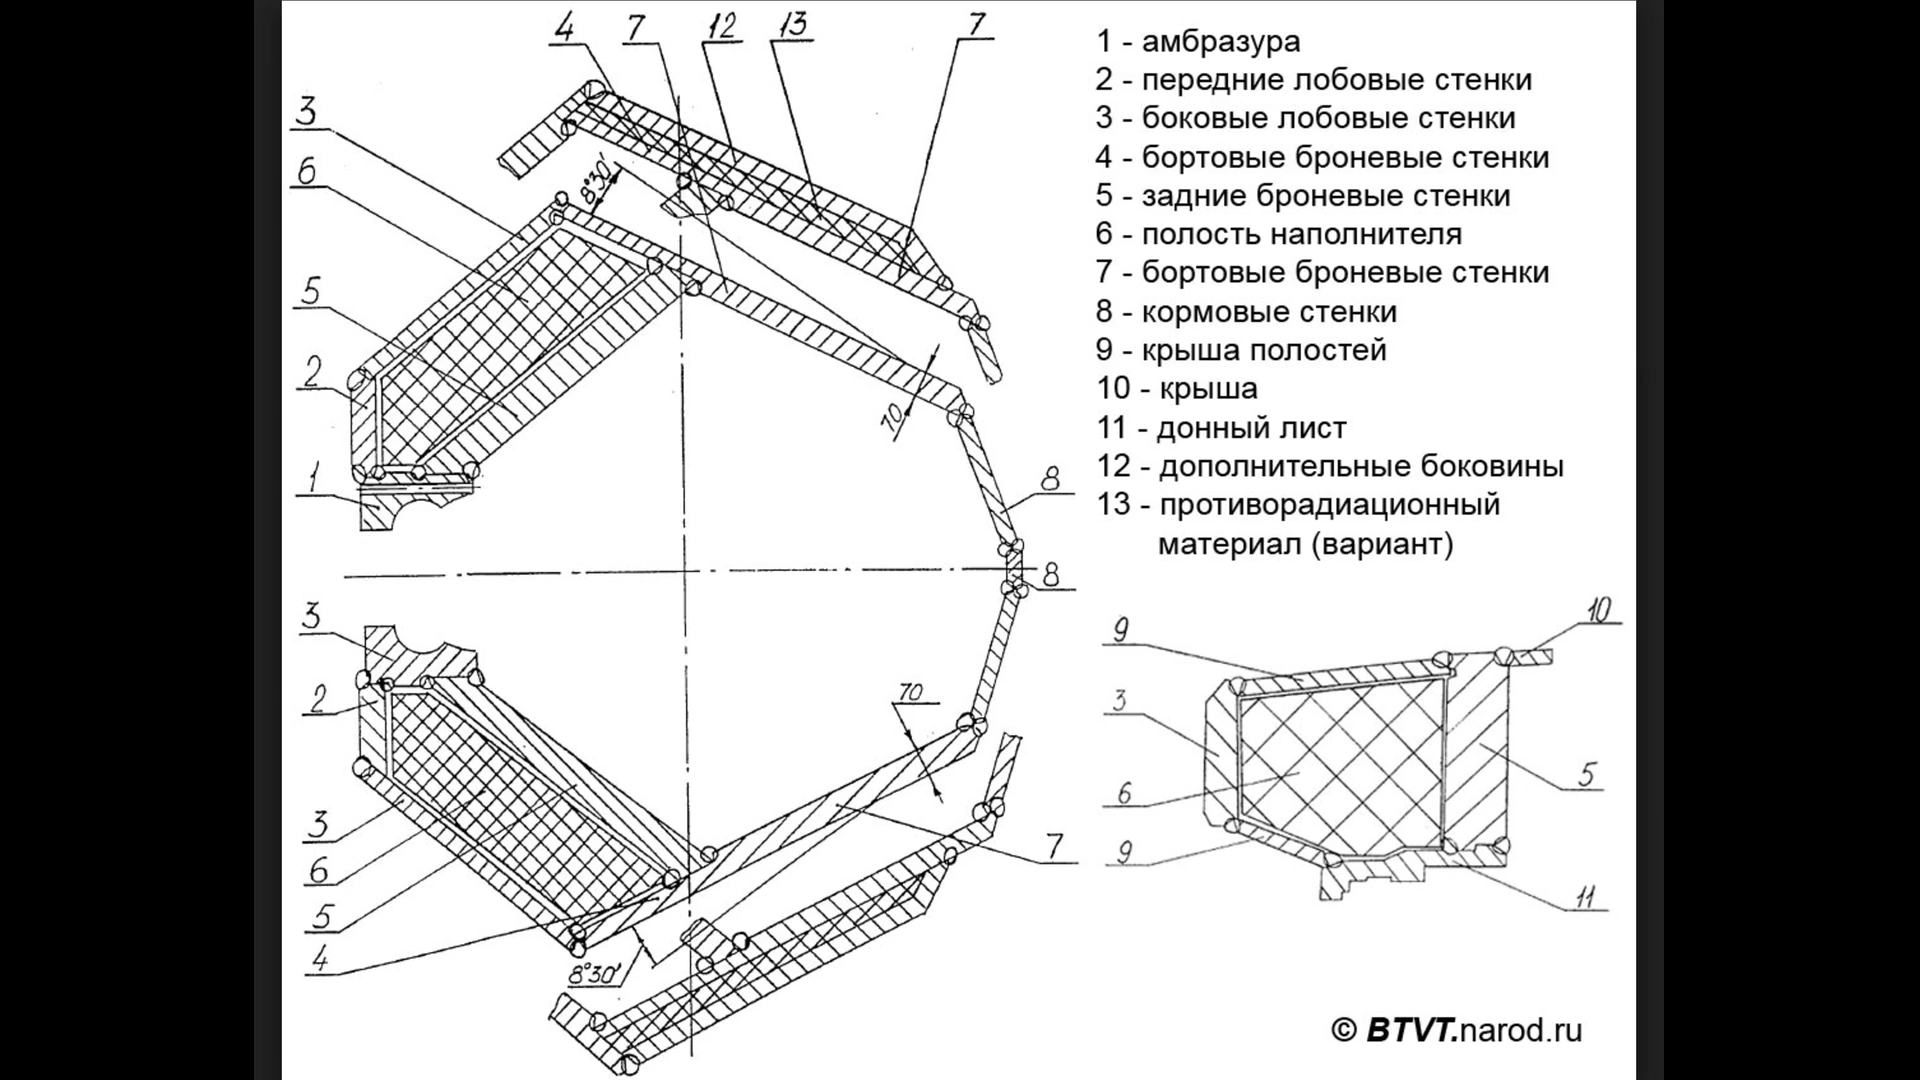 4 7 12 13 7
3
6
8°30'
5
2
70
1
8
8
3
2
70
3
7
6
5
4
8°30'
1 - амбразура
2 - передние лобовые стенки
3 - боковые лобовые стенки
4 - бортовые броневые стенки
5 - задние броневые стенки
6 - полость наполнителя
7 - бортовые броневые стенки
8 - кормовые стенки
9 - крыша полостей
10 - крыша
11 - донный лист
12 - дополнительные боковины
13 - противорадиационный
материал (вариант)
10
9
3
5
6
9
11
© BTVT.narod.ru